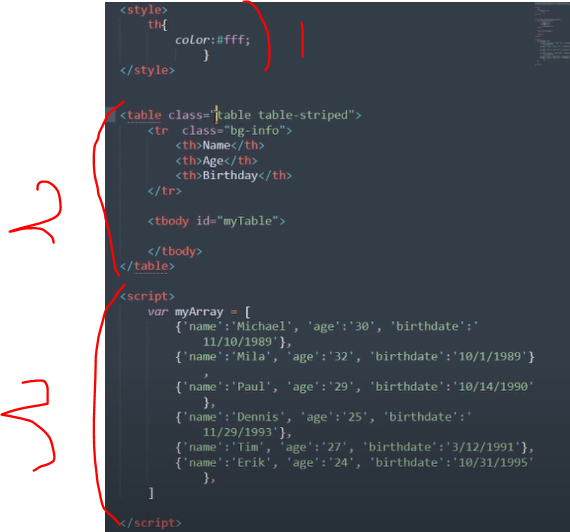 <style>
th{
color:#fff;
}
</style>
1
<table class="table table-striped">
<tr  class="bg-info">
<th>Name</th>
<th>Age</th>
<th>Birthday</th>
</tr>
<tbody id="myTable">
</tbody>
</table>
2
<script>
var myArray = [
{'name':'Michael', 'age':'30', 'birthdate':'
11/10/1989'},
{'name':'Mila', 'age':'32', 'birthdate':'10/1/1989'}
,
{'name':'Paul', 'age':'29', 'birthdate':'10/14/1990'
},
{'name':'Dennis', 'age':'25', 'birthdate':'
11/29/1993'},
{'name':'Tim', 'age':'27', 'birthdate':'3/12/1991'},
{'name':'Erik', 'age':'24', 'birthdate':'10/31/1995'
},
]
</script>
3